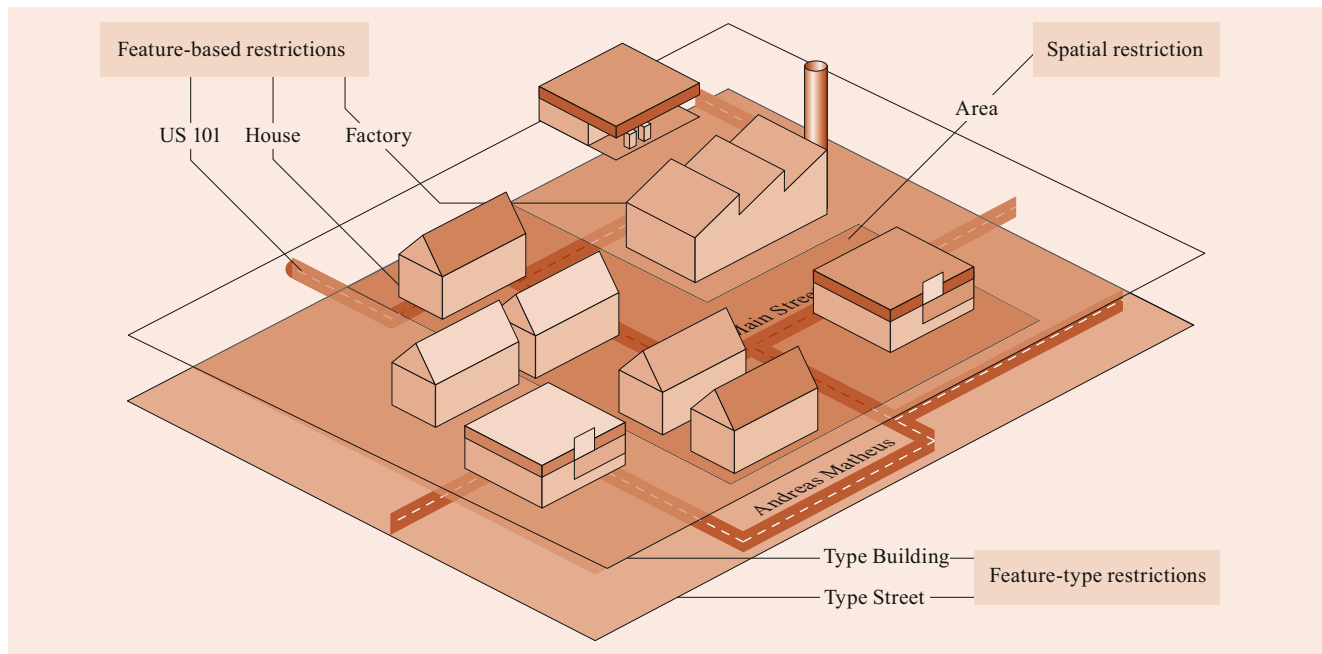 Feature-based restrictions
Spatial restriction
Area
US 101
House
Factory
Main Street
Andreas Matheus
Type Building
Feature-type restrictions
Type Street